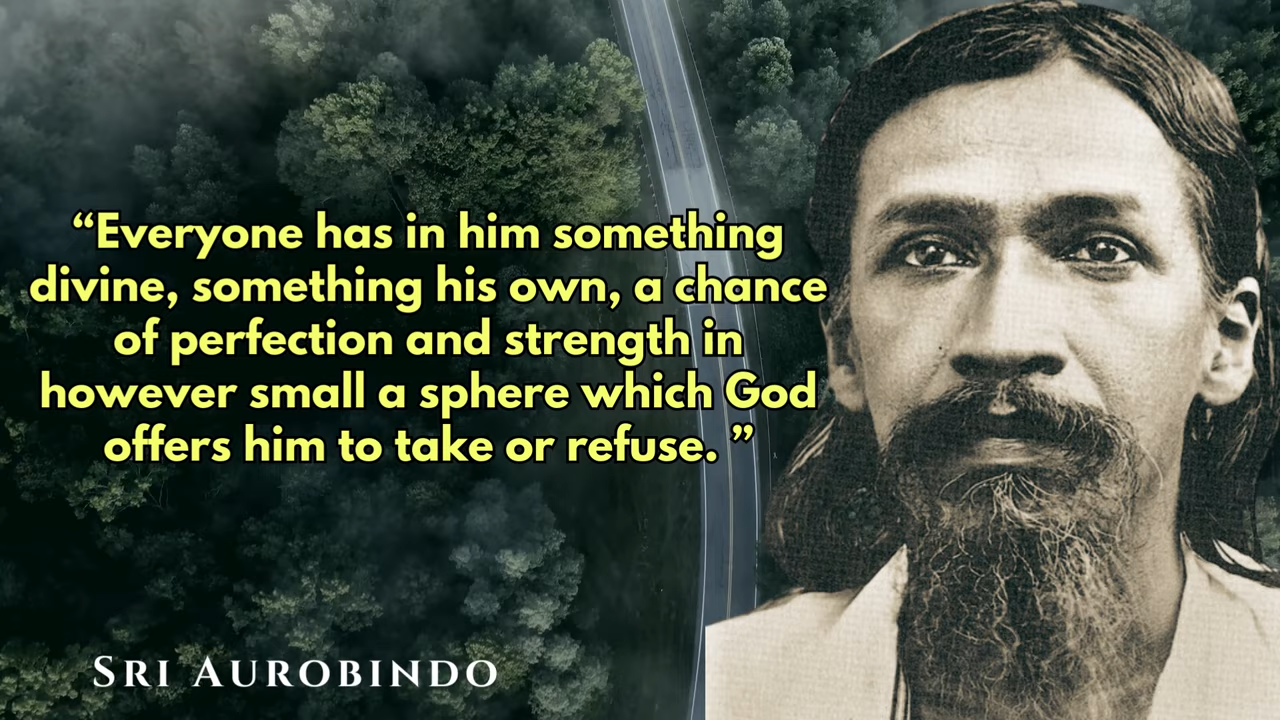 “Everyone has in him something
divine, something his own, a chance
of perfection and strength in
however small a sphere which God
offers him to take or refuse. ”
SRI AUROBINDO